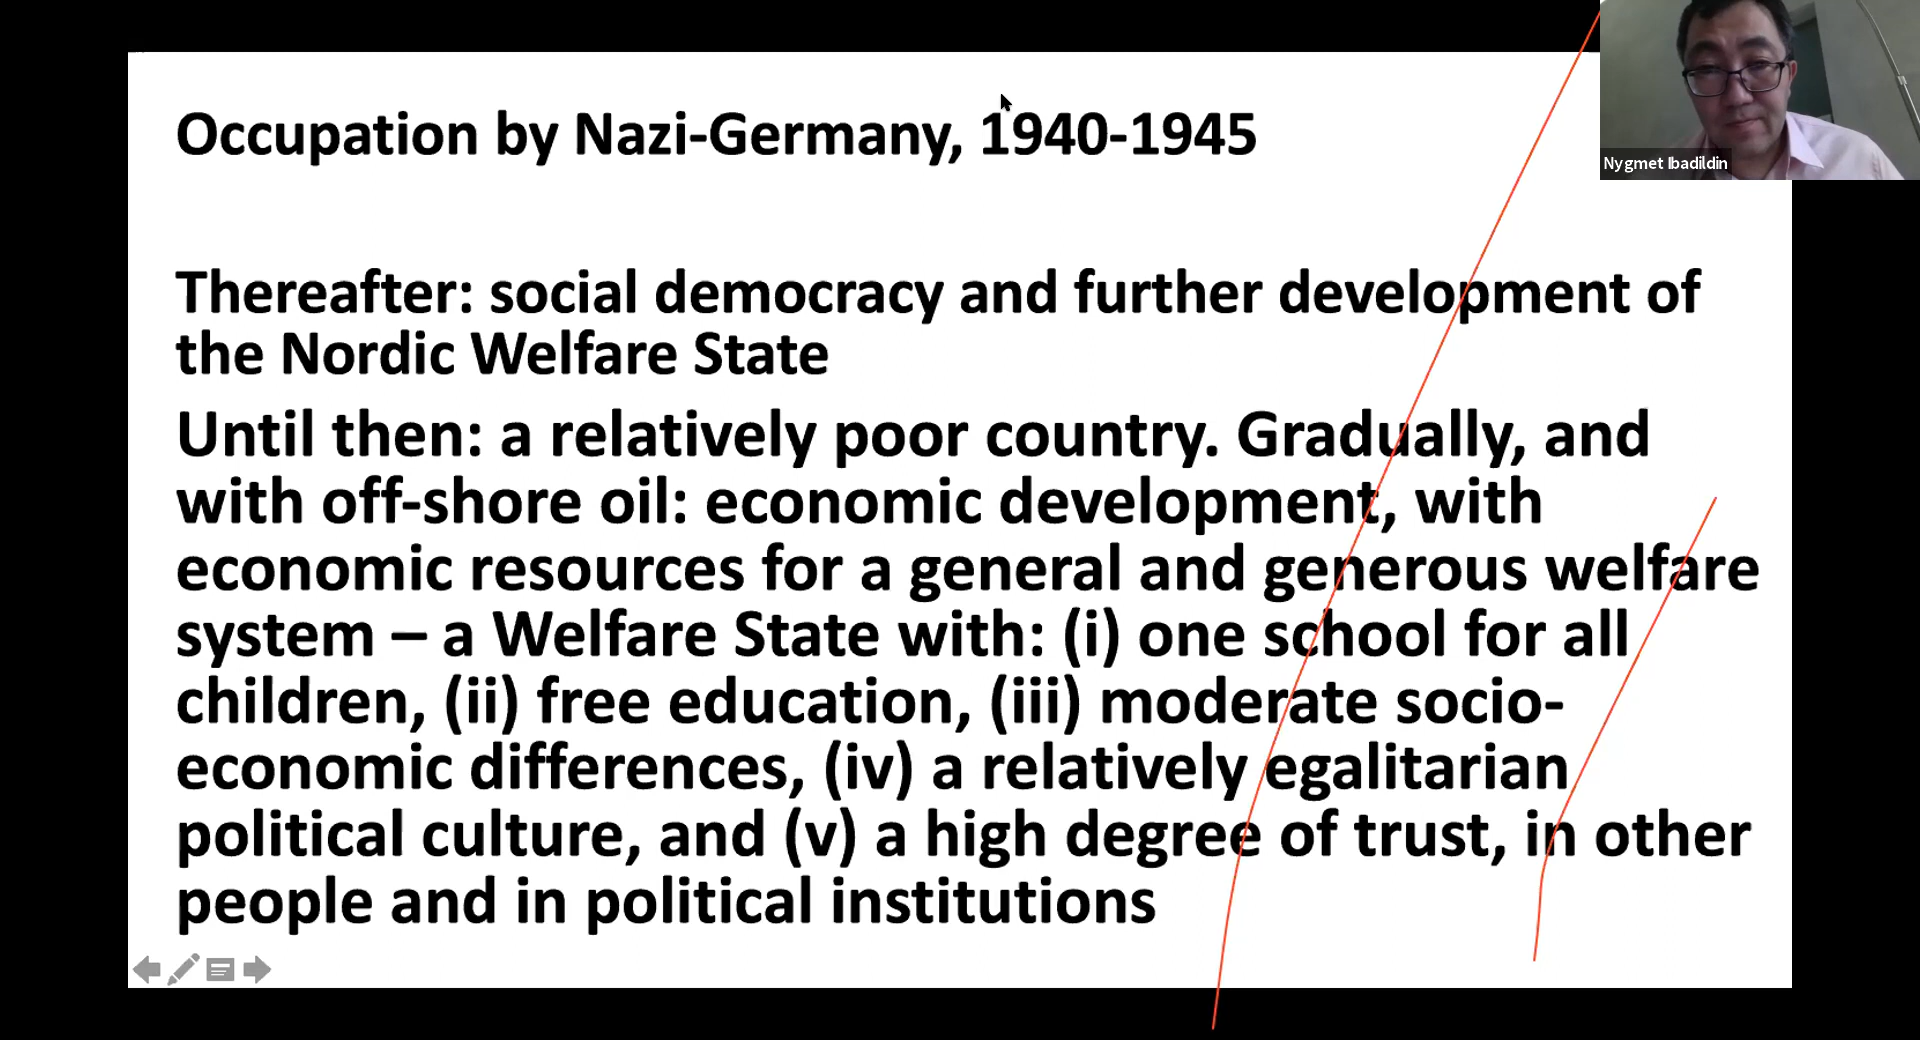 Occupation by Nazi-Germany, 1940-1945
Nygmet Ibadildin
Thereafter: social democracy and further development of
the Nordic Welfare State
Until then: a relatively poor country. Gradually, and
with off-shore oil: economic development, with
economic resources for a general and generous welfare
system – a Welfare State with: (i) one school for all
children, (ii) free education, (iii) moderate socio-
economic differences, (iv) a relatively egalitarian
political culture, and (v) a high degree of trust, in other
people and in political institutions